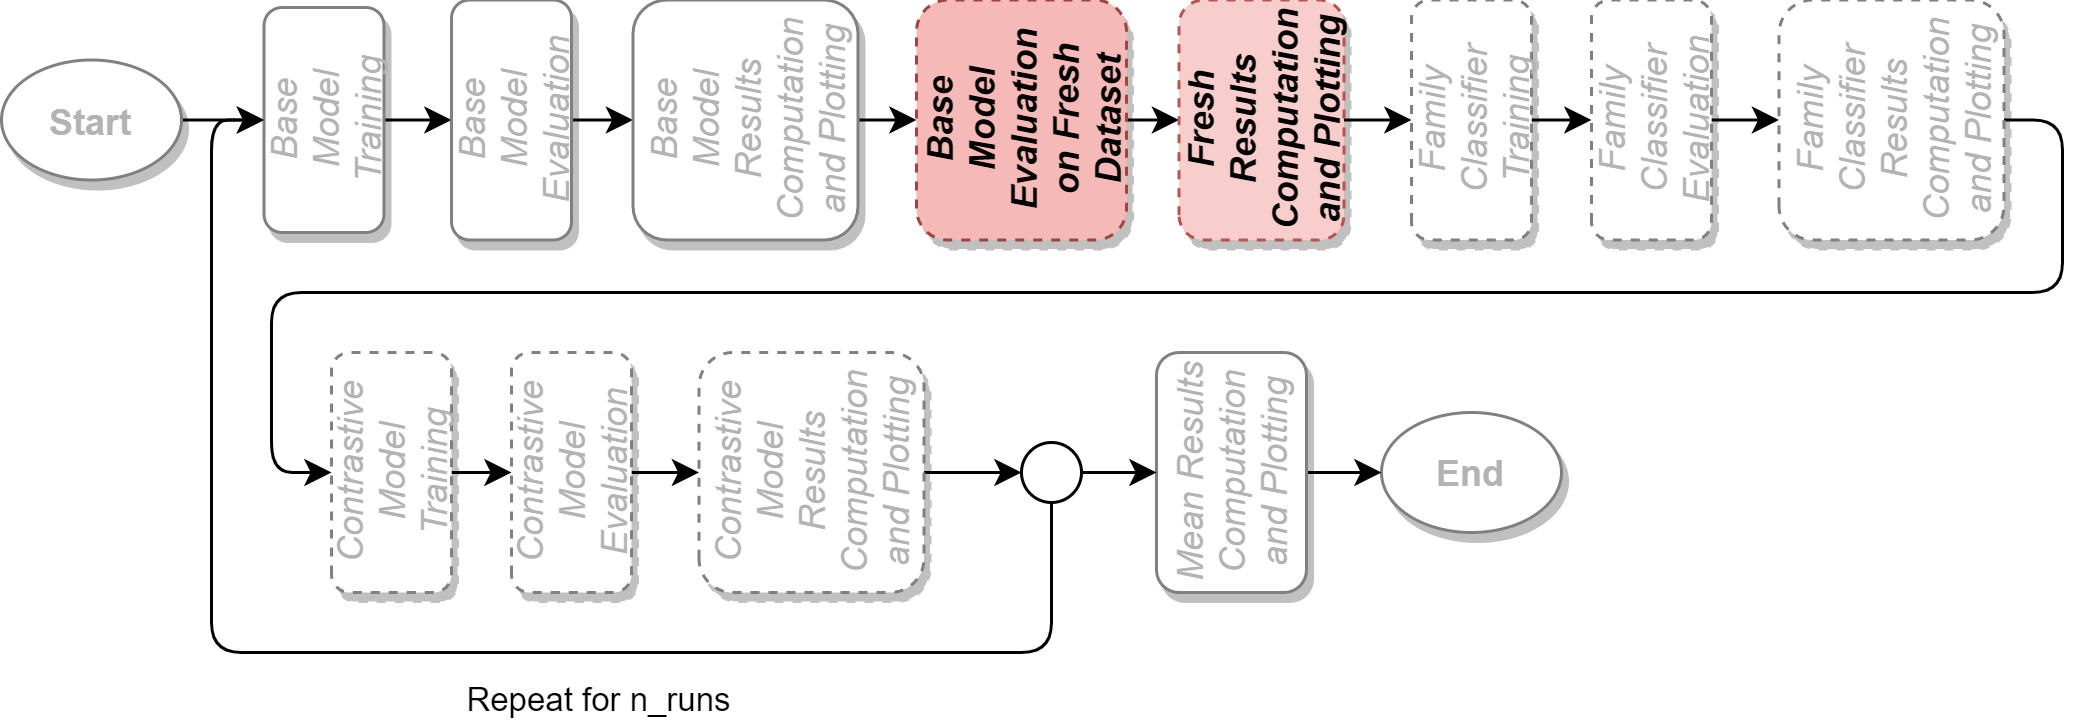 Start
Base
Model
Training
Base
Model
Evaluation
Base
Model
Results
Computation
and Plotting
Base
Model
Evaluation
on Fresh
Dataset
Fresh
Results
Computation
and Plotting
Family
Classifier
Training
Family
Classifier
Evaluation
Family
Classifier
Results
Computation
and Plotting
Contrastive
Model
Training
Contrastive
Model
Evaluation
Contrastive
Model
Results
Computation
and Plotting
Mean Results
Computation
and Plotting
End
Repeat for n_runs